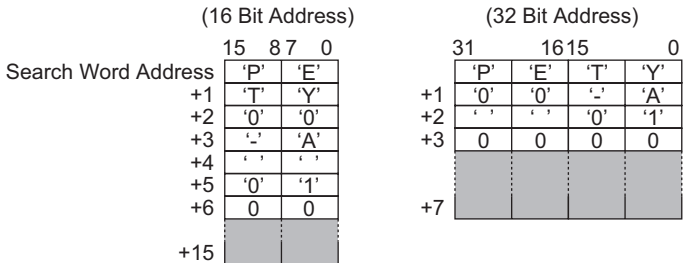 (16 Bit Address) (32 Bit Address)
15 8 7 0 31 16 15 0
Search Word Address ‘P’ ‘E’ ‘P’ ‘E’ ‘T’ ‘Y’
+1 ‘T’ ‘Y’ +1 ‘0’ ‘0’ ‘-’ ‘A’
+2 ‘0’ ‘0’ +2 ‘ ’ ‘ ’ ‘0’ ‘1’
+3 ‘-’ ‘A’ +3 0 0 0 0
+4 ‘ ’ ‘ ’
+5 ‘0’ ‘1’
+6 0 0 +7
+15